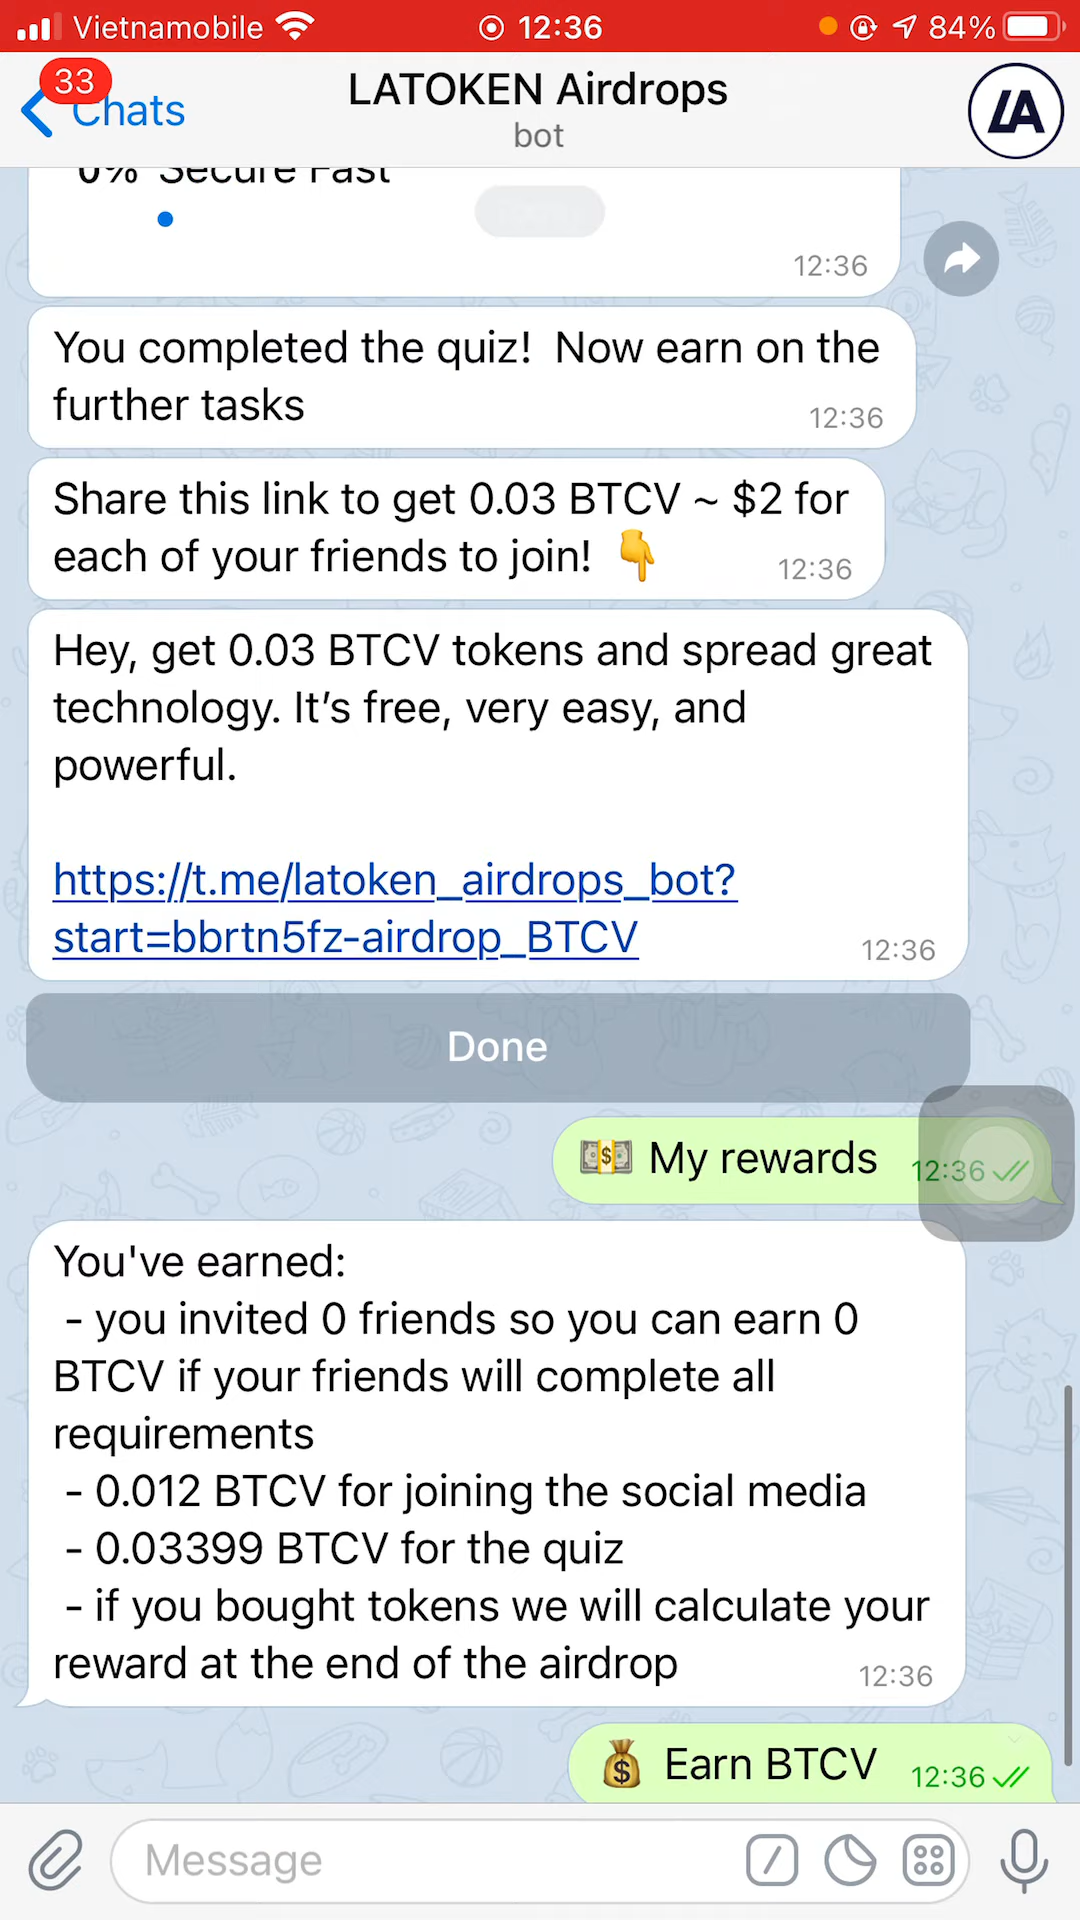 Vietnamobile
12:36
84%
33
Chats
LATOKEN Airdrops
bot
LA
0% Secure Fast
12:36
You completed the quiz!  Now earn on the
further tasks
12:36
Share this link to get 0.03 BTCV ~ $2 for
each of your friends to join! 👇
12:36
Hey, get 0.03 BTCV tokens and spread great
technology. It’s free, very easy, and
powerful.
https://t.me/latoken_airdrops_bot?
start=bbrtn5fz-airdrop_BTCV
12:36
Done
💵 My rewards
12:36
You've earned:
- you invited 0 friends so you can earn 0
BTCV if your friends will complete all
requirements
- 0.012 BTCV for joining the social media
- 0.03399 BTCV for the quiz
- if you bought tokens we will calculate your
reward at the end of the airdrop
12:36
💰 Earn BTCV
12:36
Message